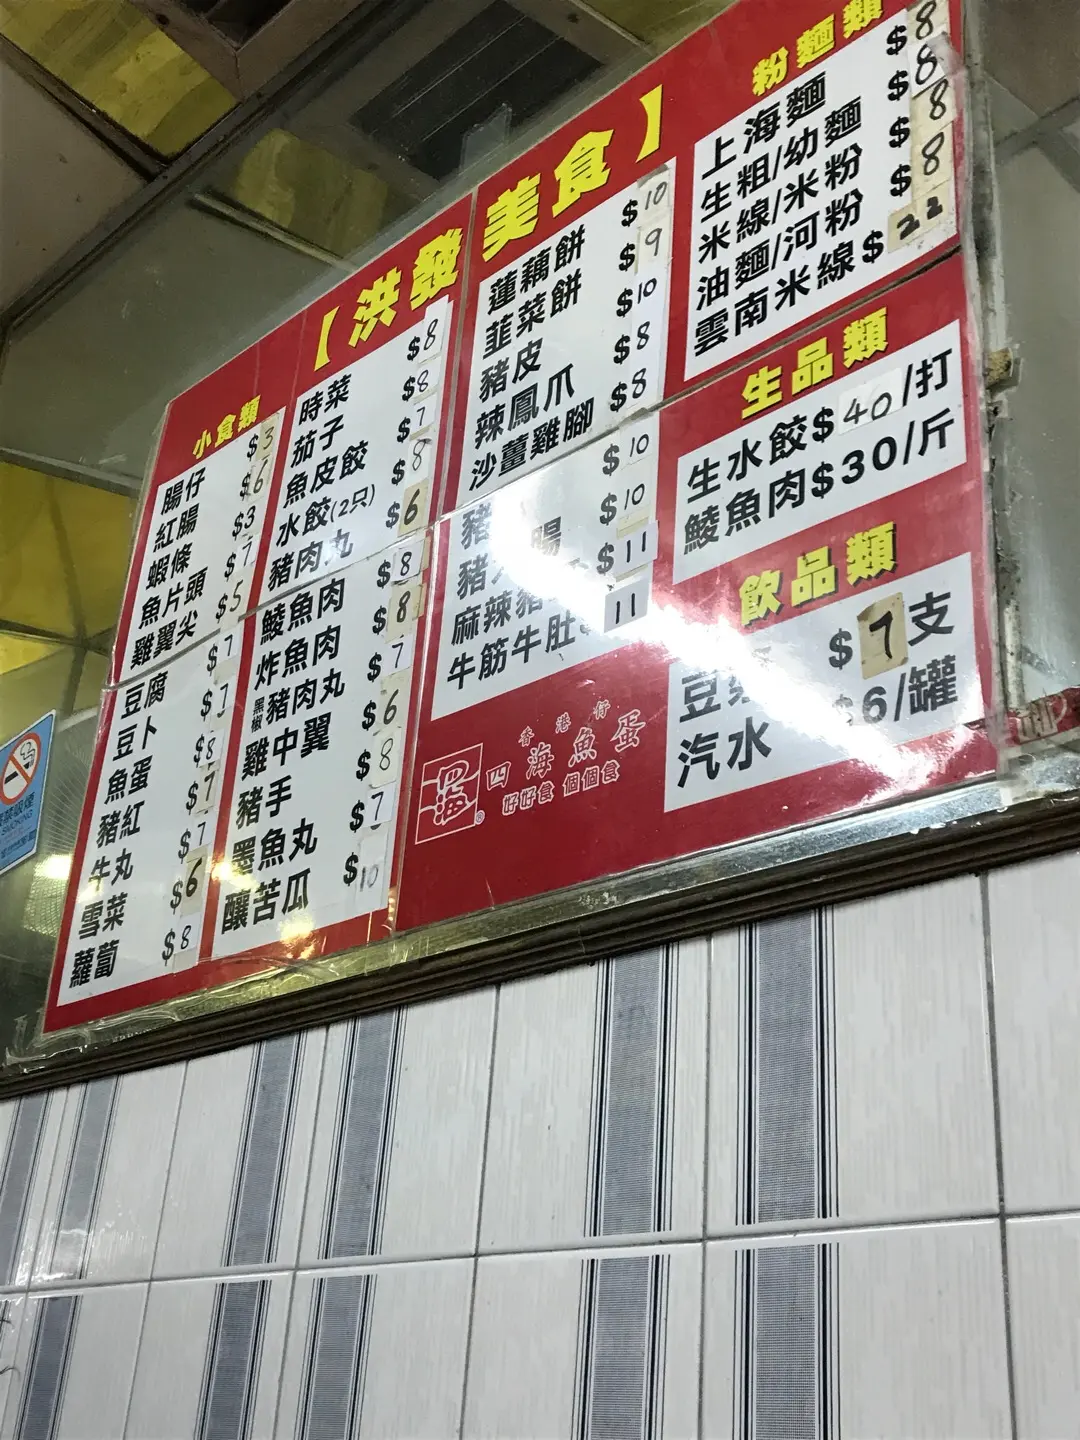 【洪發美食】
小食類
腸仔 $3
紅腸 $6
蝦條 $3
魚片頭 $7
雞翼尖 $5
豆腐 $7
豆卜 $7
魚蛋 $8
豬紅 $7
牛丸 $7
雪菜 $6
蘿蔔 $8
時菜 $8
茄子 $8
魚皮餃 $7
水餃(2只) $8
豬肉丸 $6
鯪魚肉 $8
炸魚肉 $8
黑椒豬肉丸 $7
雞中翼 $6
豬手 $8
墨魚丸 $7
釀苦瓜 $10
蓮藕餅 $10
韮菜餅 $9
豬皮 $10
辣鳳爪 $8
沙薑雞腳 $8
豬 腸 $10
豬 $10
麻辣豬 $11
牛筋牛肚 $11
香港仔
四海魚蛋
好好食 個個食
四海®
粉麵類
上海麵 $8
生粗/幼麵 $8
米線/米粉 $8
油麵/河粉 $8
雲南米線 $22
生品類
生水餃$40/打
鯪魚肉$30/斤
飲品類
豆 $7支
汽水 $6/罐